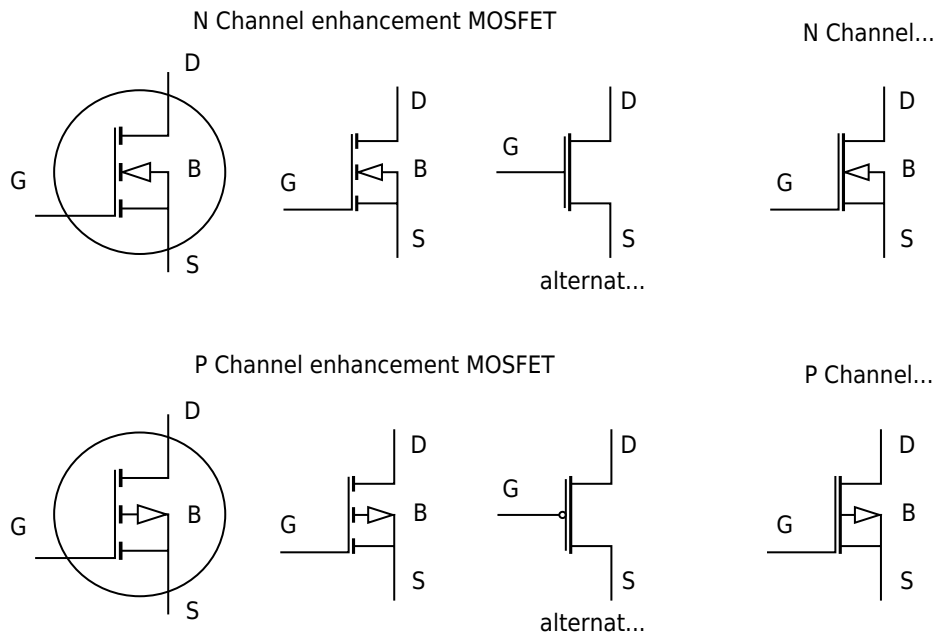 N Channel enhancement MOSFET
N Channel...
D
G
B
S
D
G
B
S
G
D
S
alternat...
D
G
B
S
P Channel enhancement MOSFET
P Channel...
D
G
B
S
D
G
B
S
G
D
S
alternat...
D
G
B
S